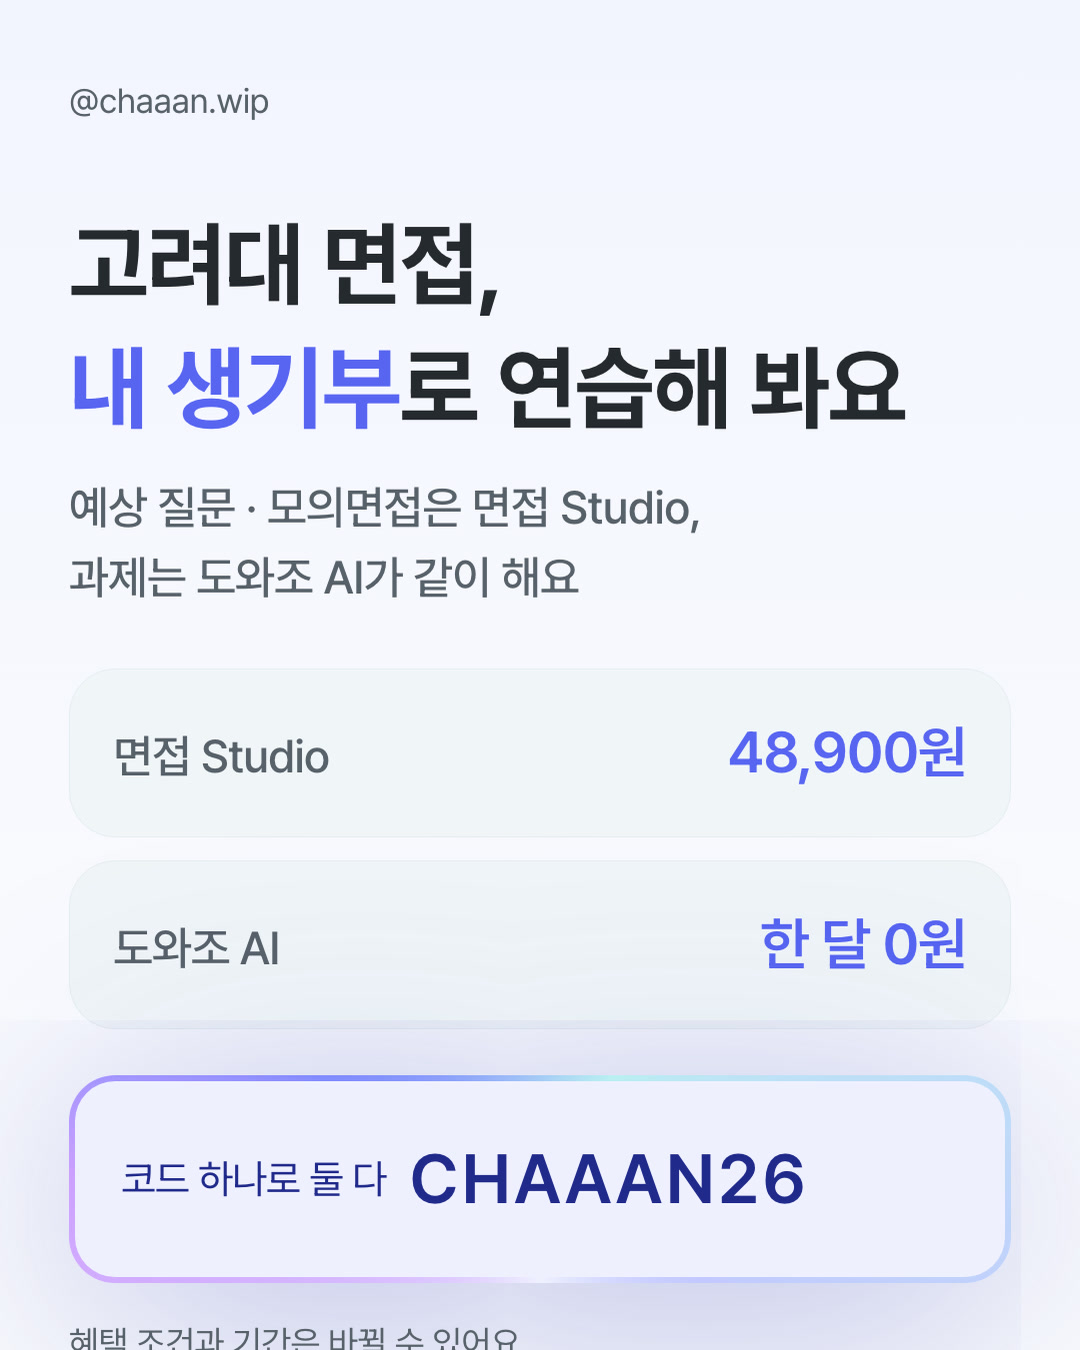 @chaaan.wip
고려대 면접,
내 생기부로 연습해 봐요
예상 질문 · 모의면접은 면접 Studio,
과제는 도와조 AI가 같이 해요
면접 Studio
48,900원
도와조 AI
한 달 0원
코드 하나로 둘 다 CHAAAN26
혜택 조건과 기간은 바뀔 수 있어요